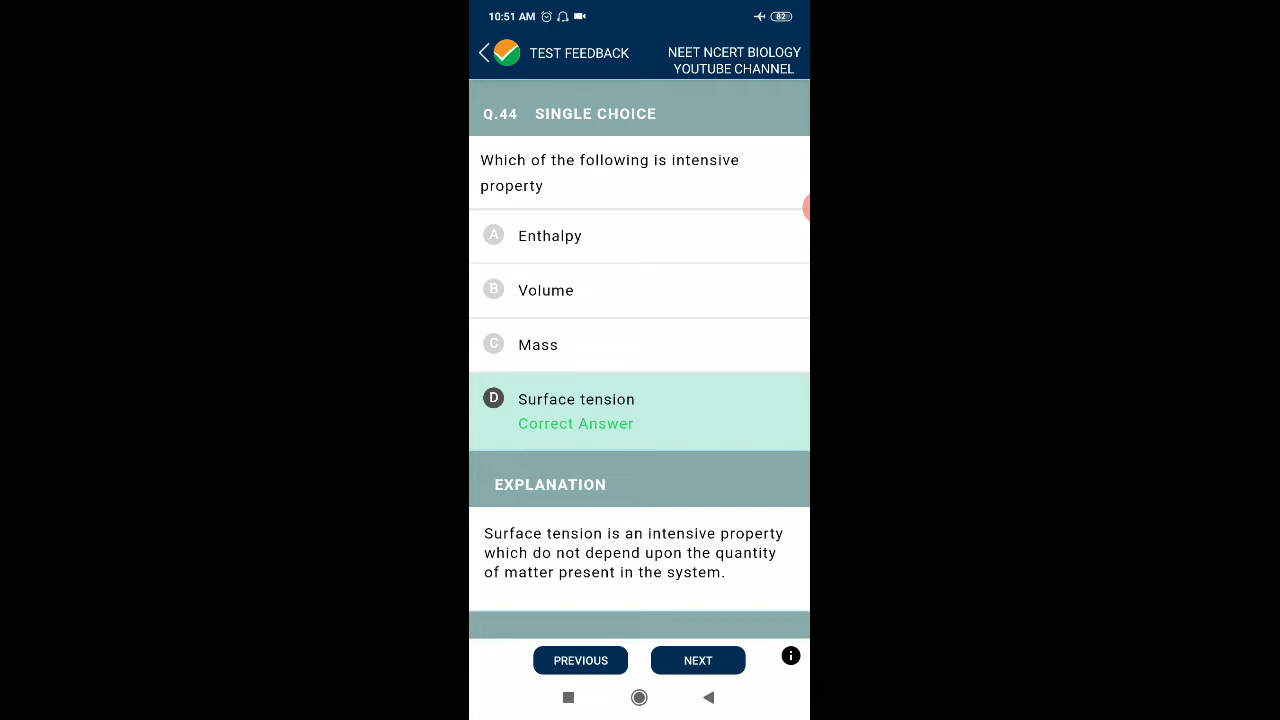 10:51 AM
82
TEST FEEDBACK
NEET NCERT BIOLOGY
YOUTUBE CHANNEL
Q.44 SINGLE CHOICE
Which of the following is intensive
property
A Enthalpy
B Volume
C Mass
D Surface tension
Correct Answer
EXPLANATION
Surface tension is an intensive property
which do not depend upon the quantity
of matter present in the system.
PREVIOUS
NEXT